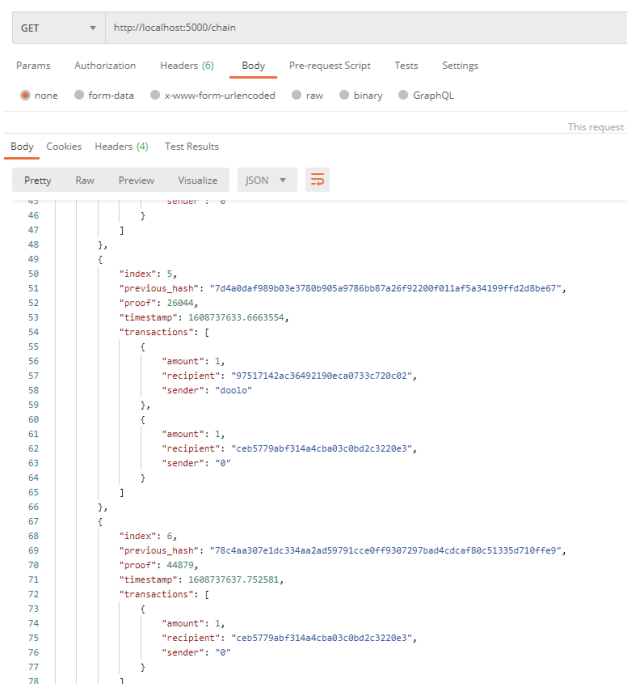 GET http://localhost:5000/chain
Params Authorization Headers (6) Body Pre-request Script Tests Settings
none form-data x-www-form-urlencoded raw binary GraphQL
This request
Body Cookies Headers (4) Test Results
Pretty Raw Preview Visualize JSON
45 "sender": "0"
46 }
47 ]
48 },
49 {
50 "index": 5,
51 "previous_hash": "7d4a0daf989b03e3780b905a9786bb87a26f92200f011af5a34199ffd2d8be67",
52 "proof": 26044,
53 "timestamp": 1608737633.6663554,
54 "transactions": [
55 {
56 "amount": 1,
57 "recipient": "97517142ac36492190eca0733c720c02",
58 "sender": "doolo"
59 },
60 {
61 "amount": 1,
62 "recipient": "ceb5779abf314a4cba03c0bd2c3220e3",
63 "sender": "0"
64 }
65 ]
66 },
67 {
68 "index": 6,
69 "previous_hash": "78c4aa307e1dc334aa2ad59791cce0ff9307297bad4cdcaf80c51335d710ffe9",
70 "proof": 44879,
71 "timestamp": 1608737637.752581,
72 "transactions": [
73 {
74 "amount": 1,
75 "recipient": "ceb5779abf314a4cba03c0bd2c3220e3",
76 "sender": "0"
77 }
78 ]